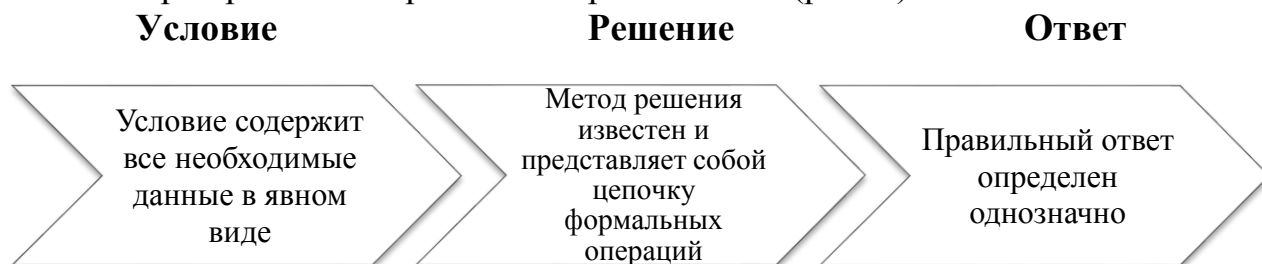 Условие Решение Ответ
Условие содержит
все необходимые
данные в явном
виде
Метод решения
известен и
представляет собой
цепочку
формальных
операций
Правильный ответ
определен
однозначно